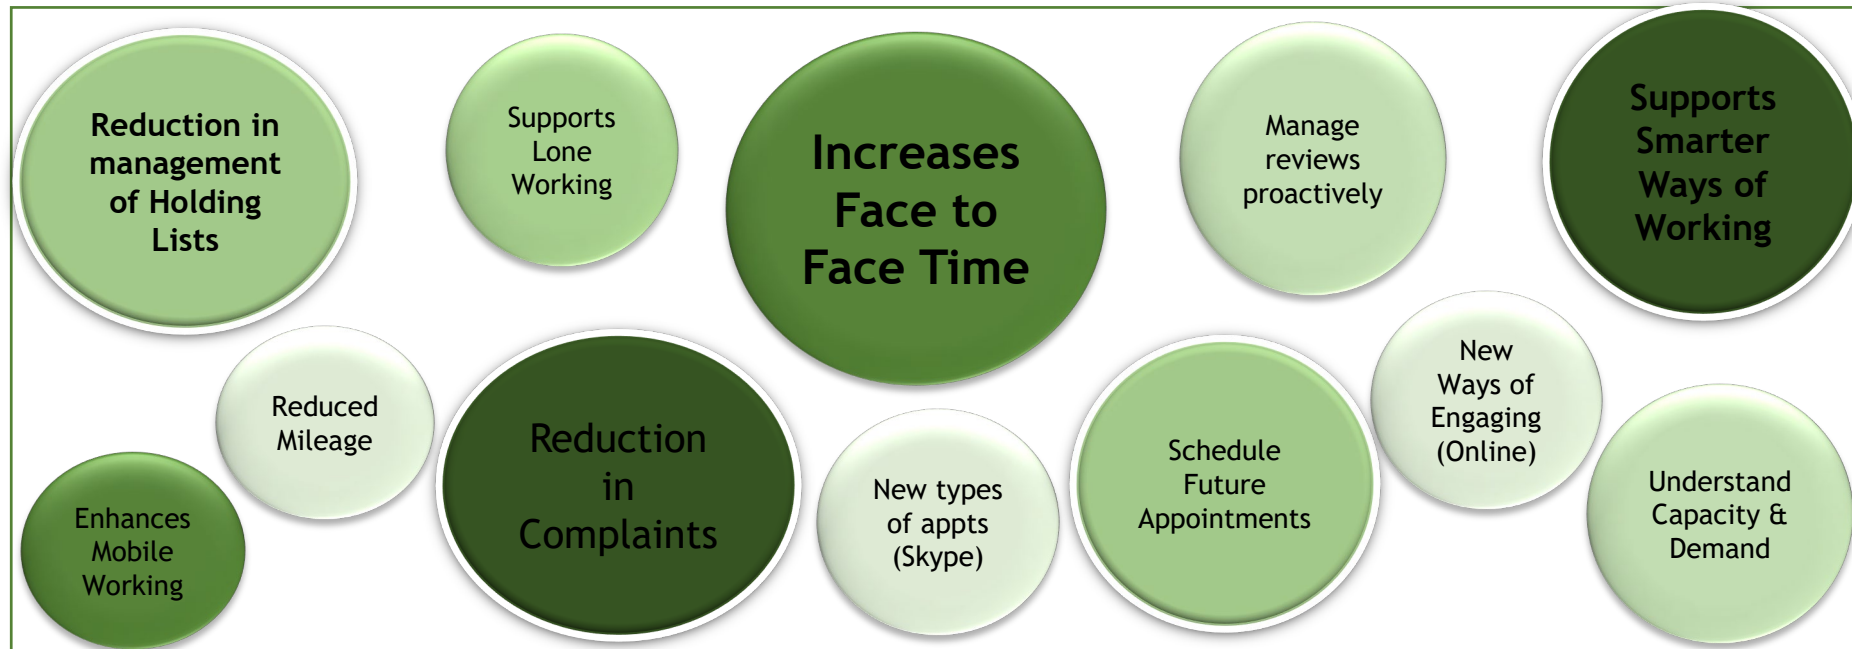 Reduction in
management
of Holding
Lists
Supports
Lone
Working
Increases
Face to
Face Time
Manage
reviews
proactively
Supports
Smarter
Ways of
Working
Reduced
Mileage
Enhances
Mobile
Working
Reduction
in
Complaints
New types
of appts
(Skype)
Schedule
Future
Appointments
New
Ways of
Engaging
(Online)
Understand
Capacity &
Demand